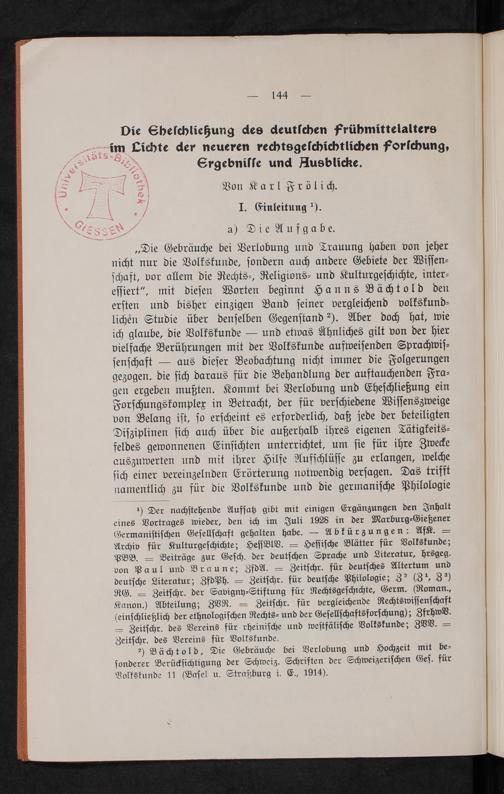 — 144 —
Die Eheschließung des deutschen Frühmittelalters
im Lichte der neueren rechtsgeschichtlichen Forschung,
Ergebnisse und Ausblicke.
Von Karl Frölich.
I. Einleitung ¹).
a) Die Aufgabe.
„Die Gebräuche bei Verlobung und Trauung haben von jeher
nicht nur die Volkskunde, sondern auch andere Gebiete der Wissen-
schaft, vor allem die Rechts-, Religions- und Kulturgeschichte, inter-
essiert“, mit diesen Worten beginnt Hanns Bächtold den
ersten und bisher einzigen Band seiner vergleichend volkskund-
lichen Studie über denselben Gegenstand ²). Aber doch hat, wie
ich glaube, die Volkskunde — und etwas Ähnliches gilt von der hier
vielfache Berührungen mit der Volkskunde aufweisenden Sprachwis-
senschaft — aus dieser Beobachtung nicht immer die Folgerungen
gezogen, die sich daraus für die Behandlung der auftauchenden Fra-
gen ergeben mußten. Kommt bei Verlobung und Eheschließung ein
Forschungskomplex in Betracht, der für verschiedene Wissenszweige
von Belang ist, so erscheint es erforderlich, daß jede der beteiligten
Disziplinen sich auch über die außerhalb ihres eigenen Tätigkeits-
feldes gewonnenen Einsichten unterrichtet, um sie für ihre Zwecke
auszuwerten und mit ihrer Hilfe Aufschlüsse zu erlangen, welche
sich einer vereinzelnden Erörterung notwendig versagen. Das trifft
namentlich zu für die Volkskunde und die germanische Philologie
¹) Der nachstehende Aufsatz gibt mit einigen Ergänzungen den Inhalt
eines Vortrages wieder, den ich im Juli 1928 in der Marburg-Gießener
Germanistischen Gesellschaft gehalten habe. — Abkürzungen: AfK. =
Archiv für Kulturgeschichte; HessBlV. = Hessische Blätter für Volkskunde;
PBB. = Beiträge zur Gesch. der deutschen Sprache und Literatur, hrsgeg.
von Paul und Braune; ZfdA. = Zeitschr. für deutsches Altertum und
deutsche Literatur; ZfdPh. = Zeitschr. für deutsche Philologie; Z² (Z¹, Z³)
RG. = Zeitschr. der Savigny-Stiftung für Rechtsgeschichte, Germ. (Roman.,
Kanon.) Abteilung; ZVR. = Zeitschr. für vergleichende Rechtswissenschaft
(einschließlich der ethnologischen Rechts- und der Gesellschaftsforschung); ZfrhwV.
= Zeitschr. des Vereins für rheinische und westfälische Volkskunde; ZVV. =
Zeitschr. des Vereins für Volkskunde.
²) Bächtold, Die Gebräuche bei Verlobung und Hochzeit mit be-
sonderer Berücksichtigung der Schweiz. Schriften der Schweizerischen Ges. für
Volkskunde 11 (Basel u. Straßburg i. E., 1914).
Universitäts-Bibliothek
GIESSEN